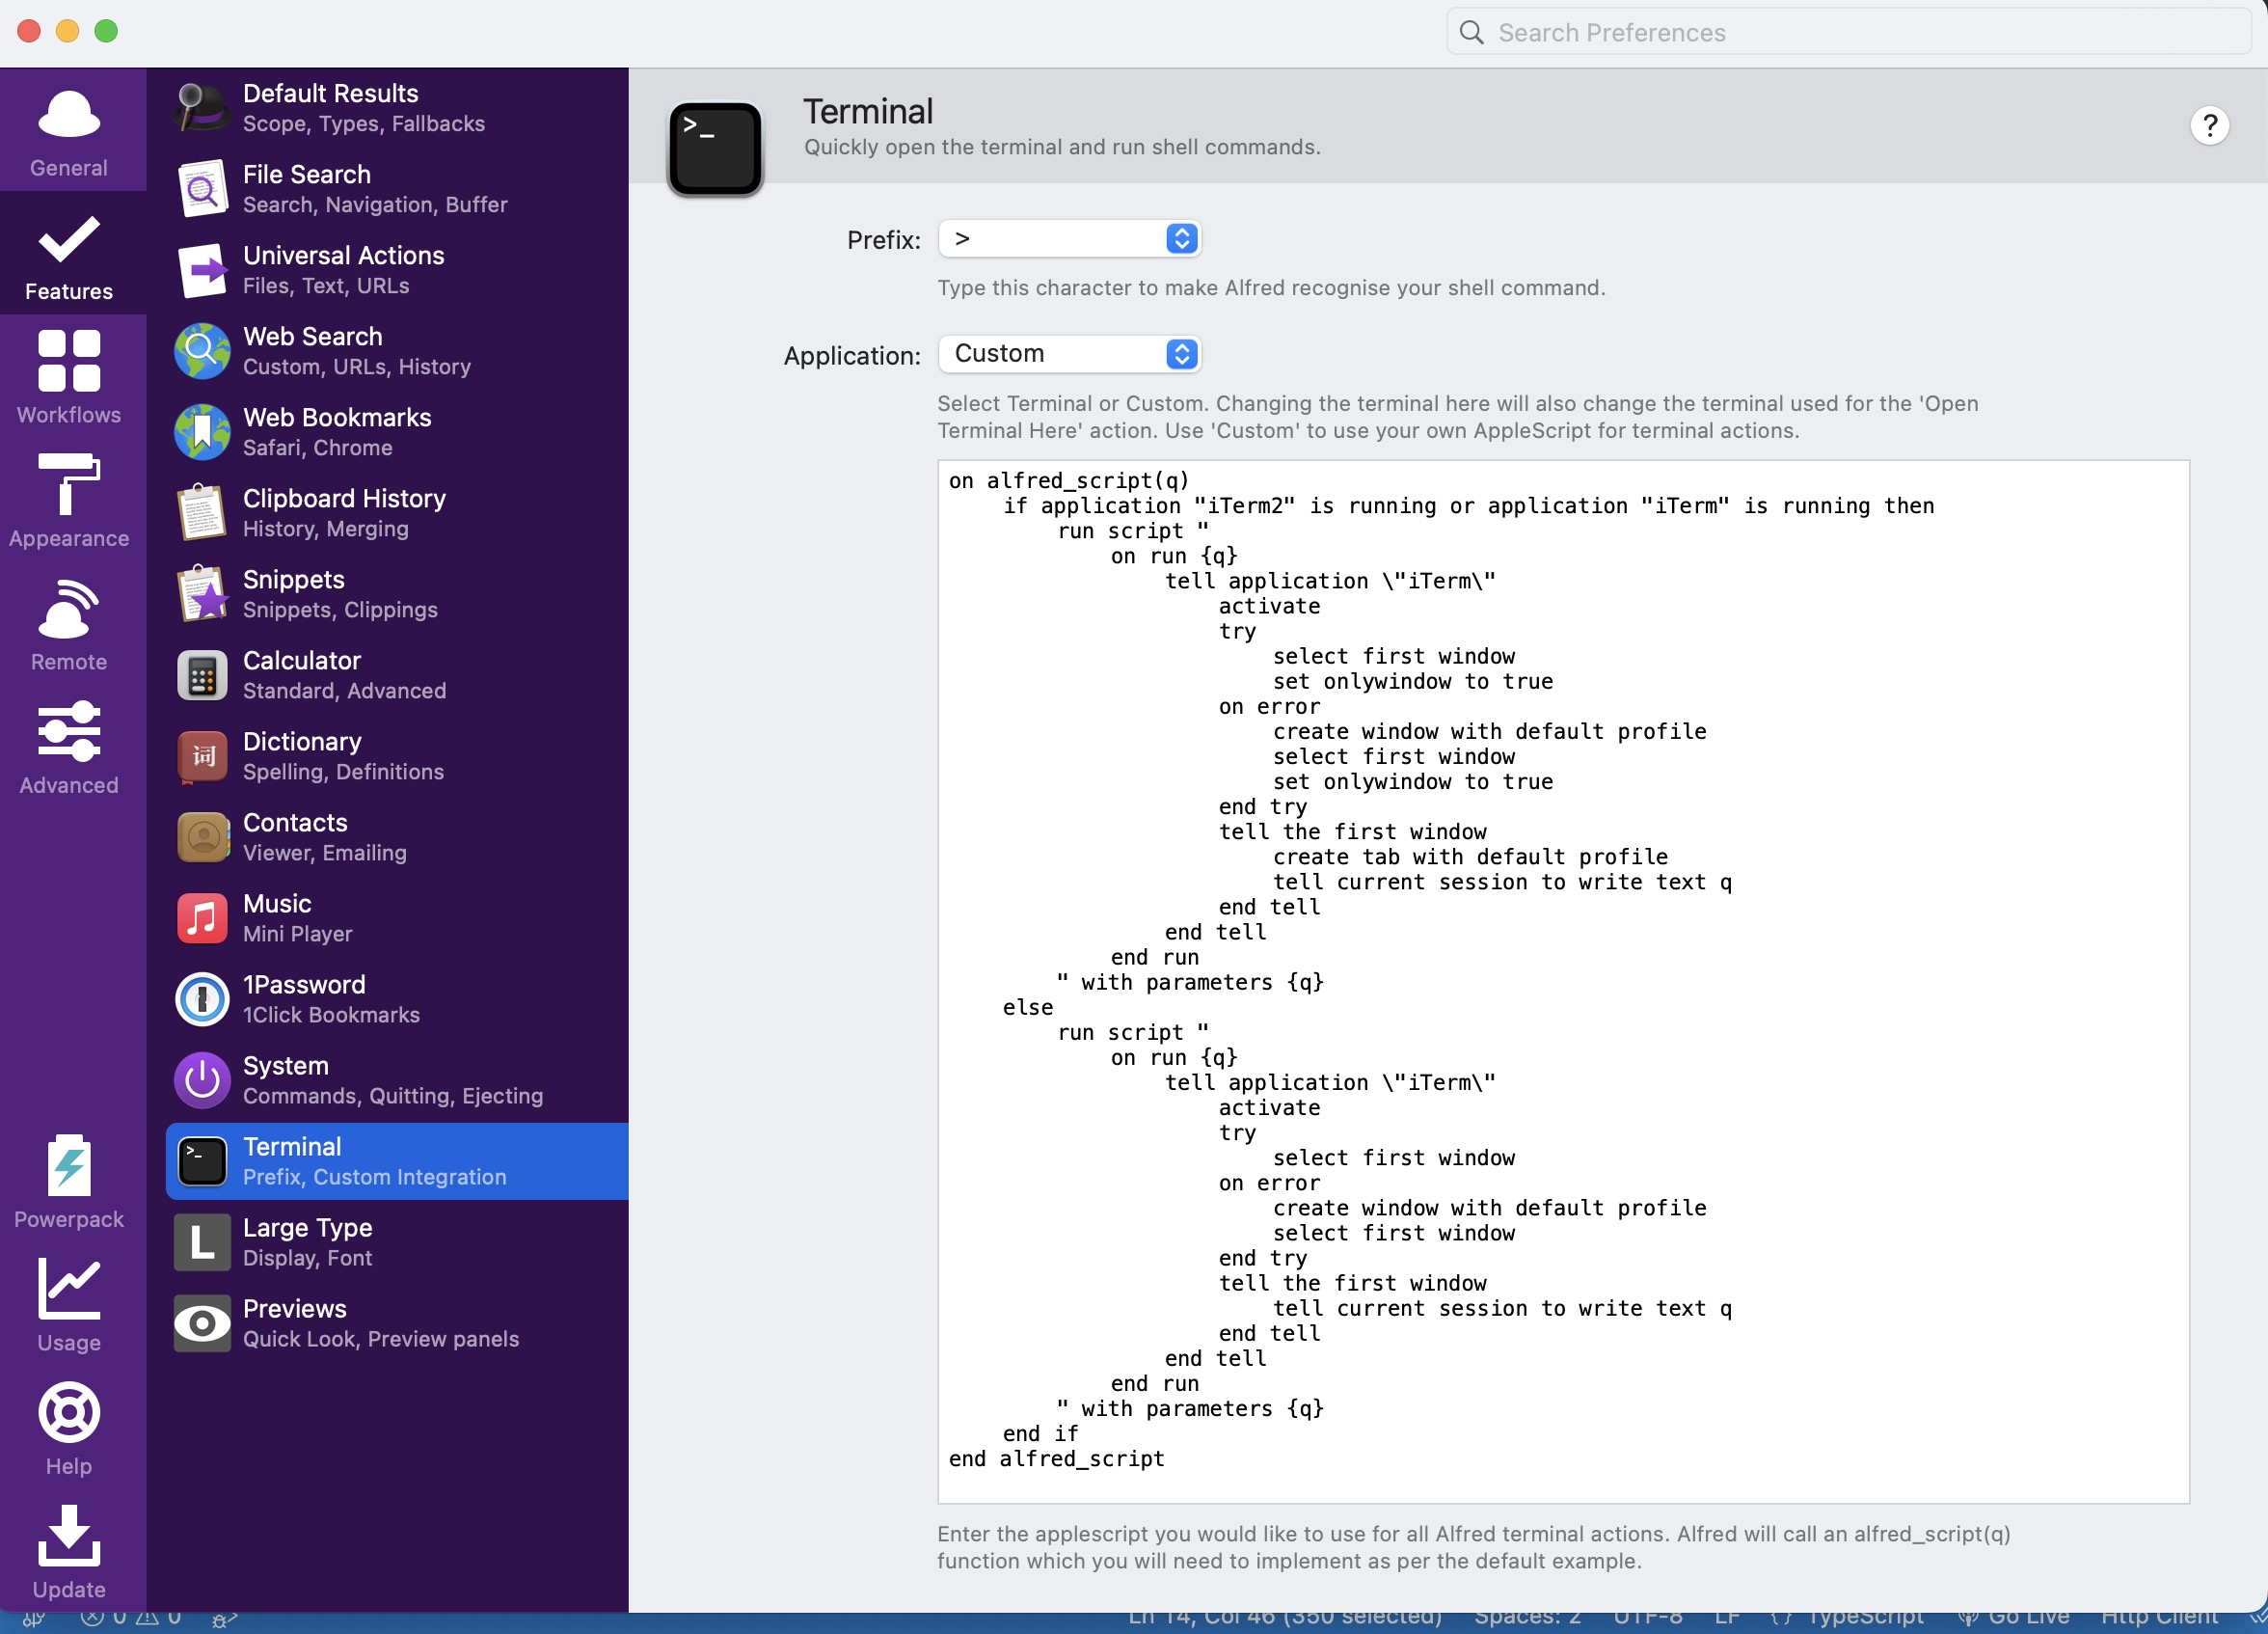 Search Preferences
General
Features
Workflows
Appearance
Remote
Advanced
Powerpack
Usage
Help
Update
Default Results
Scope, Types, Fallbacks
File Search
Search, Navigation, Buffer
Universal Actions
Files, Text, URLs
Web Search
Custom, URLs, History
Web Bookmarks
Safari, Chrome
Clipboard History
History, Merging
Snippets
Snippets, Clippings
Calculator
Standard, Advanced
词
Dictionary
Spelling, Definitions
Contacts
Viewer, Emailing
Music
Mini Player
1Password
1Click Bookmarks
System
Commands, Quitting, Ejecting
>_
Terminal
Prefix, Custom Integration
L
Large Type
Display, Font
Previews
Quick Look, Preview panels
>_
Terminal
Quickly open the terminal and run shell commands.
?
Prefix: >
Type this character to make Alfred recognise your shell command.
Application: Custom
Select Terminal or Custom. Changing the terminal here will also change the terminal used for the 'Open
Terminal Here' action. Use 'Custom' to use your own AppleScript for terminal actions.
on alfred_script(q)
if application "iTerm2" is running or application "iTerm" is running then
run script "
on run {q}
tell application \"iTerm\"
activate
try
select first window
set onlywindow to true
on error
create window with default profile
select first window
set onlywindow to true
end try
tell the first window
create tab with default profile
tell current session to write text q
end tell
end tell
end run
" with parameters {q}
else
run script "
on run {q}
tell application \"iTerm\"
activate
try
select first window
on error
create window with default profile
select first window
end try
tell the first window
tell current session to write text q
end tell
end tell
end run
" with parameters {q}
end if
end alfred_script
Enter the applescript you would like to use for all Alfred terminal actions. Alfred will call an alfred_script(q)
function which you will need to implement as per the default example.
0 0 Ln 14, Col 46 (350 selected) Spaces: 2 UTF-8 LF {} TypeScript Go Live Http Client